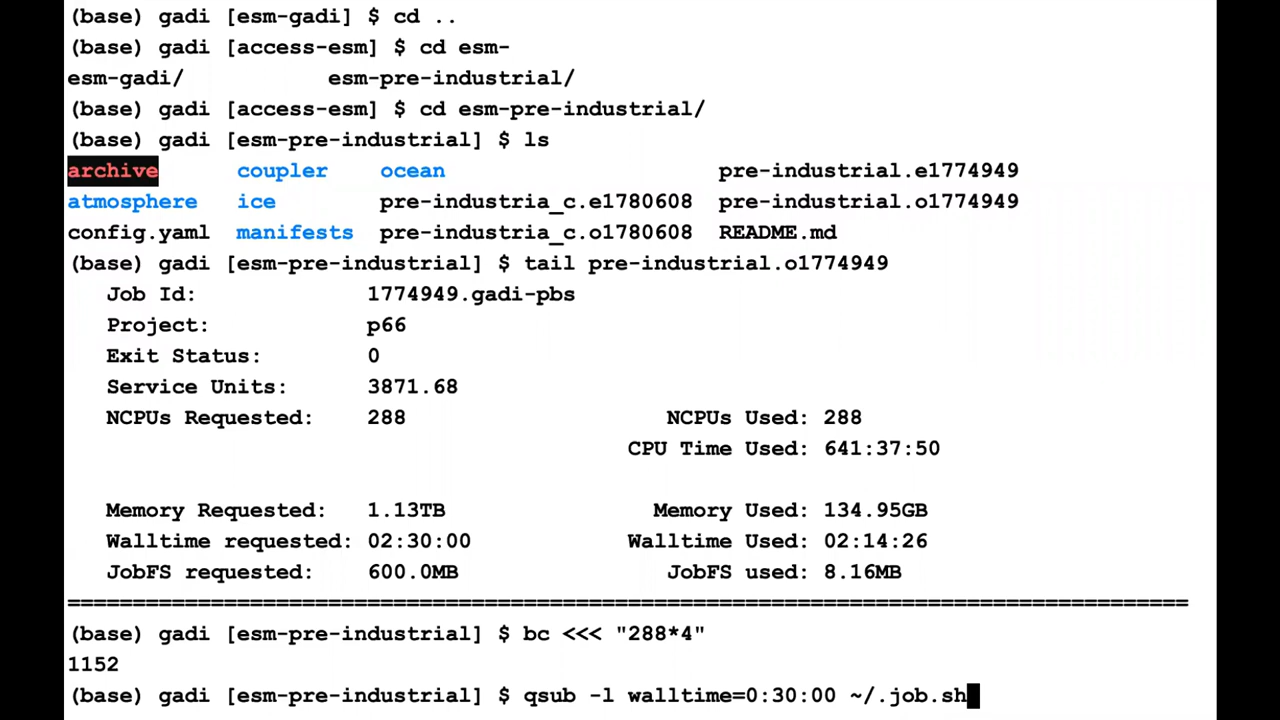 (base) gadi [esm-gadi] $ cd ..
(base) gadi [access-esm] $ cd esm-
esm-gadi/ esm-pre-industrial/
(base) gadi [access-esm] $ cd esm-pre-industrial/
(base) gadi [esm-pre-industrial] $ ls
archive coupler ocean pre-industrial.e1774949
atmosphere ice pre-industria_c.e1780608 pre-industrial.o1774949
config.yaml manifests pre-industria_c.o1780608 README.md
(base) gadi [esm-pre-industrial] $ tail pre-industrial.o1774949
Job Id: 1774949.gadi-pbs
Project: p66
Exit Status: 0
Service Units: 3871.68
NCPUs Requested: 288 NCPUs Used: 288
CPU Time Used: 641:37:50
Memory Requested: 1.13TB Memory Used: 134.95GB
Walltime requested: 02:30:00 Walltime Used: 02:14:26
JobFS requested: 600.0MB JobFS used: 8.16MB
======================================================================================
(base) gadi [esm-pre-industrial] $ bc <<< "288*4"
1152
(base) gadi [esm-pre-industrial] $ qsub -l walltime=0:30:00 ~/.job.sh